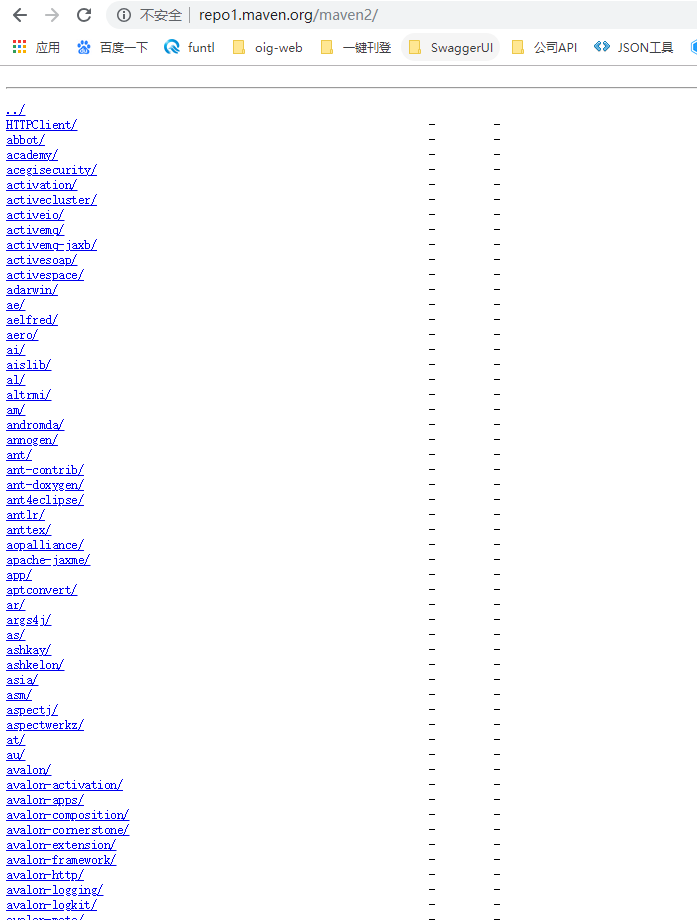 不安全 | repo1.maven.org/maven2/
应用 百度一下 funtl oig-web 一键刊登 SwaggerUI 公司API JSON工具
../
HTTPClient/ - -
abbot/ - -
academy/ - -
acegisecurity/ - -
activation/ - -
activecluster/ - -
activeio/ - -
activemq/ - -
activemq-jaxb/ - -
activesoap/ - -
activespace/ - -
adarwin/ - -
ae/ - -
aelfred/ - -
aero/ - -
ai/ - -
aislib/ - -
al/ - -
altrmi/ - -
am/ - -
andromda/ - -
annogen/ - -
ant/ - -
ant-contrib/ - -
ant-doxygen/ - -
ant4eclipse/ - -
antlr/ - -
anttex/ - -
aopalliance/ - -
apache-jaxme/ - -
app/ - -
aptconvert/ - -
ar/ - -
args4j/ - -
as/ - -
ashkay/ - -
ashkelon/ - -
asia/ - -
asm/ - -
aspectj/ - -
aspectwerkz/ - -
at/ - -
au/ - -
avalon/ - -
avalon-activation/ - -
avalon-apps/ - -
avalon-composition/ - -
avalon-cornerstone/ - -
avalon-extension/ - -
avalon-framework/ - -
avalon-http/ - -
avalon-logging/ - -
avalon-logkit/ - -